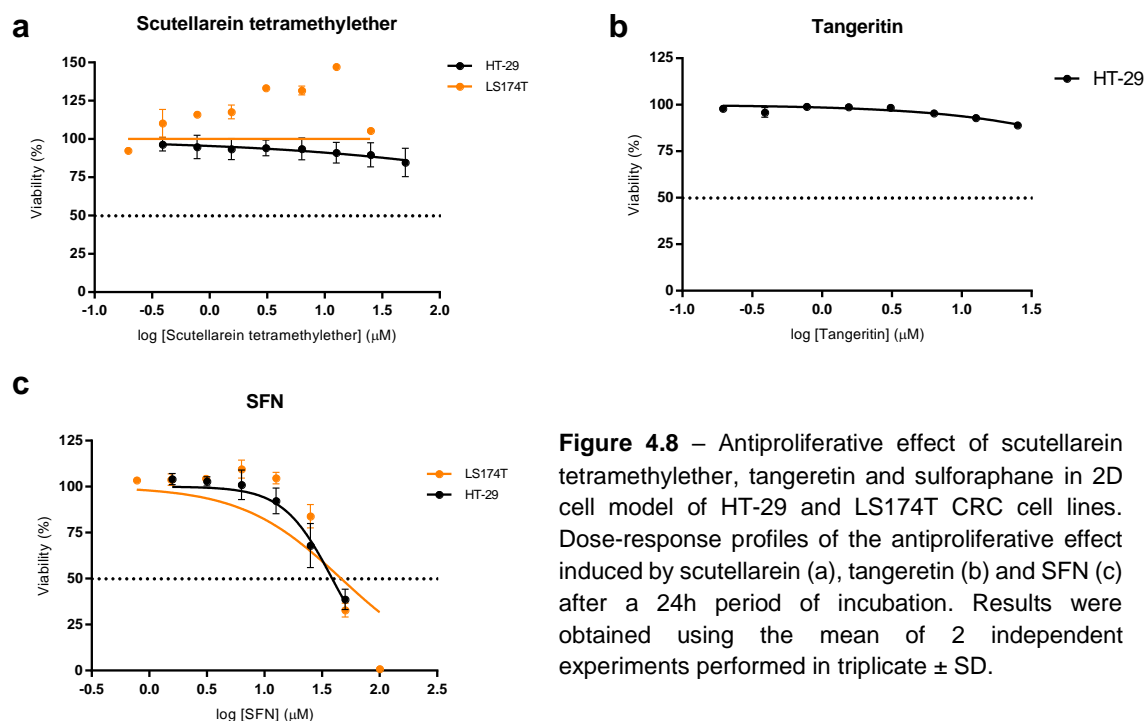 a
Scutellarein tetramethylether
150
125
100
75
50
25
0
Viability (%)
-1.0 -0.5 0.0 0.5 1.0 1.5 2.0
log [Scutellarein tetramethylether] (μM)
HT-29
LS174T
b
Tangeritin
125
100
75
50
25
0
Viability (%)
-1.0 -0.5 0.0 0.5 1.0 1.5
log [Tangeritin] (μM)
HT-29
c
SFN
125
100
75
50
25
0
Viability (%)
-0.5 0.0 0.5 1.0 1.5 2.0 2.5
log [SFN] (μM)
LS174T
HT-29
Figure 4.8 – Antiproliferative effect of scutellarein
tetramethylether, tangeretin and sulforaphane in 2D
cell model of HT-29 and LS174T CRC cell lines.
Dose-response profiles of the antiproliferative effect
induced by scutellarein (a), tangeretin (b) and SFN (c)
after a 24h period of incubation. Results were
obtained using the mean of 2 independent
experiments performed in triplicate ± SD.